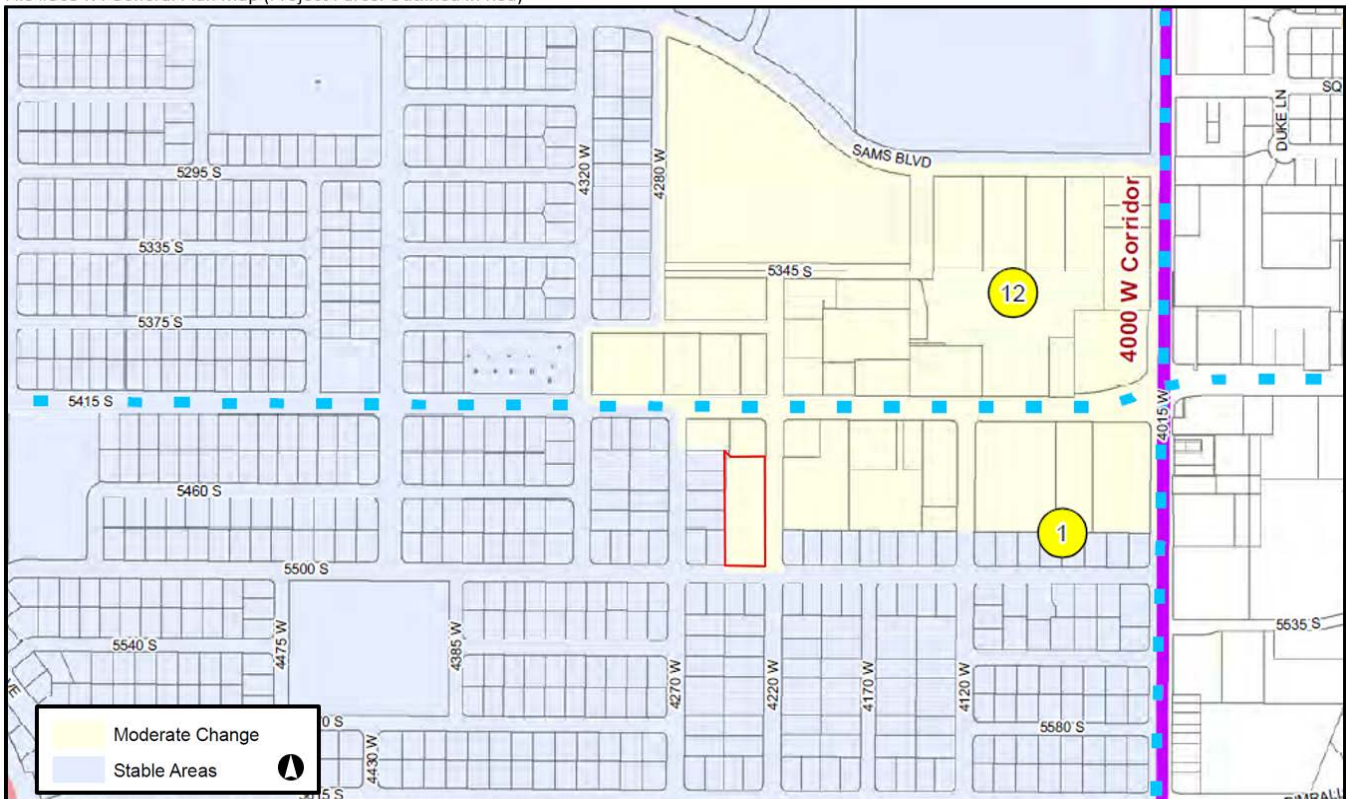 SQ
DUKE LN
SAMS BLVD
5295 S
4320 W
4280 W
4000 W Corridor
5335 S
5345 S
12
5375 S
5415 S
4015 W
5460 S
1
5500 S
5535 S
5540 S
4475 W
4385 W
4270 W
4220 W
4170 W
4120 W
5580 S
4430 W
Moderate Change
Stable Areas